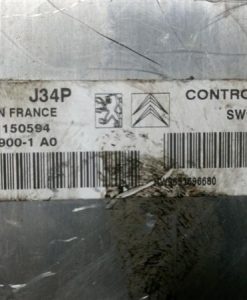 J34P CONTRO
N FRANCE SW
150594
900-1 A0